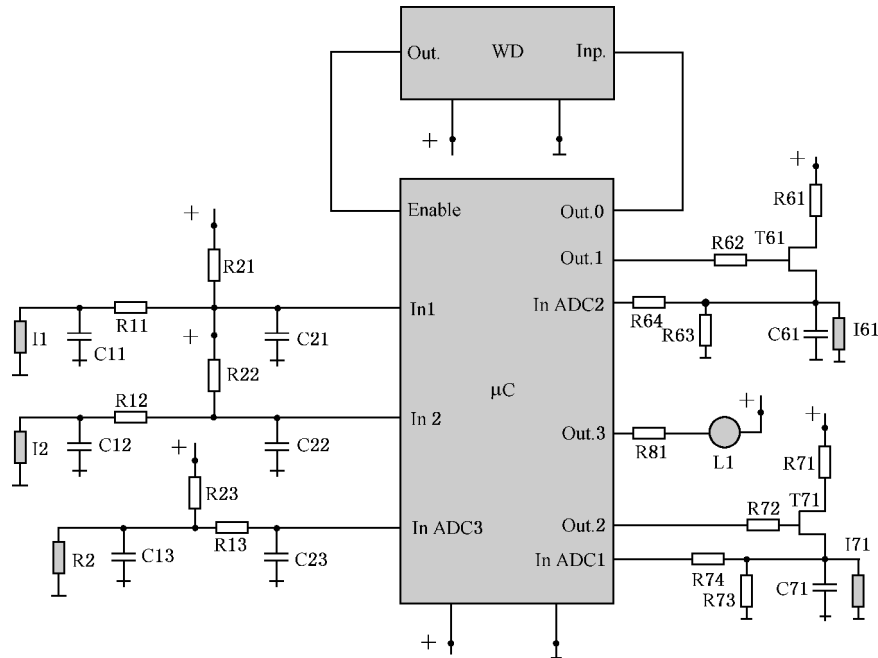 Out. WD Inp.
+
Enable Out.0
+
R61
+
R21
Out.1
R62
T61
I1
C11
R11
+
C21
In1
In ADC2
R64
R63
C61
I61
R22
R12
μC
I2
C12
C22
In 2
Out.3
R81
L1
+
+
R71
+
R23
R72
T71
R2
C13
R13
C23
In ADC3
Out.2
In ADC1
R74
R73
C71
I71
+